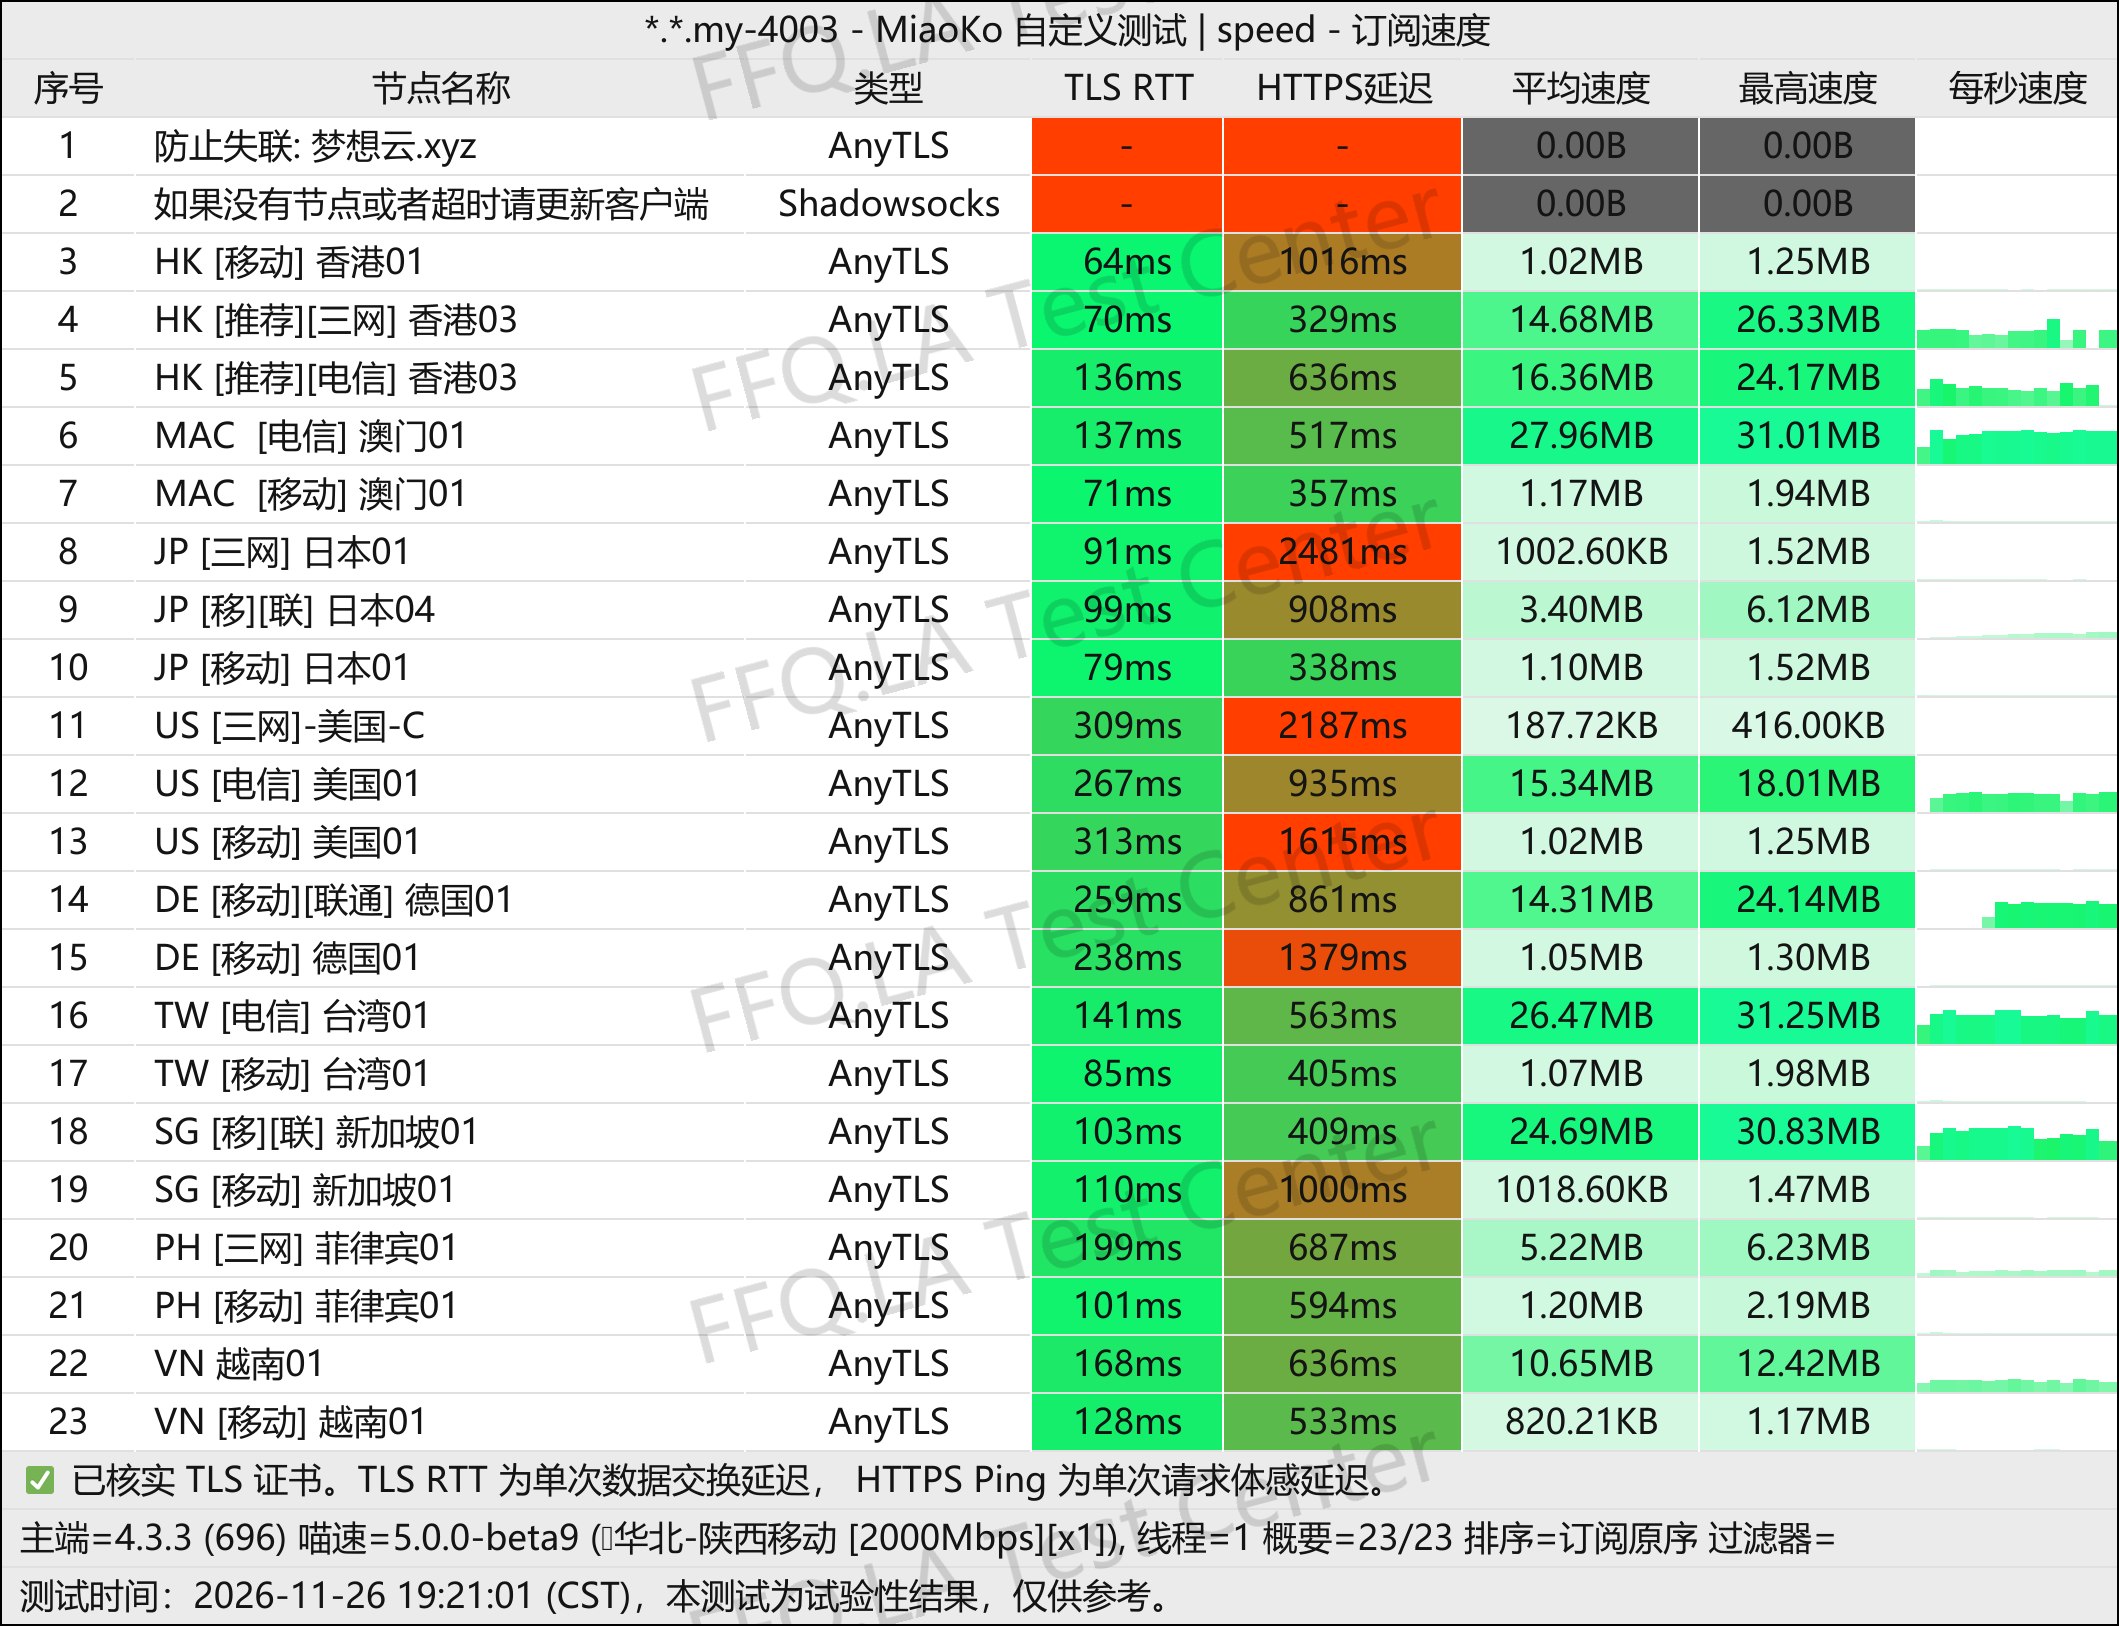 *.*.my-4003 - MiaoKo 自定义测试 | speed - 订阅速度
序号 节点名称 类型 TLS RTT HTTPS延迟 平均速度 最高速度 每秒速度
1 防止失联: 梦想云.xyz AnyTLS - - 0.00B 0.00B
2 如果没有节点或者超时请更新客户端 Shadowsocks - - 0.00B 0.00B
3 HK [移动] 香港01 AnyTLS 64ms 1016ms 1.02MB 1.25MB
4 HK [推荐][三网] 香港03 AnyTLS 70ms 329ms 14.68MB 26.33MB
5 HK [推荐][电信] 香港03 AnyTLS 136ms 636ms 16.36MB 24.17MB
6 MAC  [电信] 澳门01 AnyTLS 137ms 517ms 27.96MB 31.01MB
7 MAC  [移动] 澳门01 AnyTLS 71ms 357ms 1.17MB 1.94MB
8 JP [三网] 日本01 AnyTLS 91ms 2481ms 1002.60KB 1.52MB
9 JP [移][联] 日本04 AnyTLS 99ms 908ms 3.40MB 6.12MB
10 JP [移动] 日本01 AnyTLS 79ms 338ms 1.10MB 1.52MB
11 US [三网]-美国-C AnyTLS 309ms 2187ms 187.72KB 416.00KB
12 US [电信] 美国01 AnyTLS 267ms 935ms 15.34MB 18.01MB
13 US [移动] 美国01 AnyTLS 313ms 1615ms 1.02MB 1.25MB
14 DE [移动][联通] 德国01 AnyTLS 259ms 861ms 14.31MB 24.14MB
15 DE [移动] 德国01 AnyTLS 238ms 1379ms 1.05MB 1.30MB
16 TW [电信] 台湾01 AnyTLS 141ms 563ms 26.47MB 31.25MB
17 TW [移动] 台湾01 AnyTLS 85ms 405ms 1.07MB 1.98MB
18 SG [移][联] 新加坡01 AnyTLS 103ms 409ms 24.69MB 30.83MB
19 SG [移动] 新加坡01 AnyTLS 110ms 1000ms 1018.60KB 1.47MB
20 PH [三网] 菲律宾01 AnyTLS 199ms 687ms 5.22MB 6.23MB
21 PH [移动] 菲律宾01 AnyTLS 101ms 594ms 1.20MB 2.19MB
22 VN 越南01 AnyTLS 168ms 636ms 10.65MB 12.42MB
23 VN [移动] 越南01 AnyTLS 128ms 533ms 820.21KB 1.17MB
✅ 已核实 TLS 证书。TLS RTT 为单次数据交换延迟， HTTPS Ping 为单次请求体感延迟。
主端=4.3.3 (696) 喵速=5.0.0-beta9 (华北-陕西移动 [2000Mbps][x1]), 线程=1 概要=23/23 排序=订阅原序 过滤器=
测试时间：2026-11-26 19:21:01 (CST)，本测试为试验性结果，仅供参考。
FFQ.LA Test Center
FFQ.LA Test Center
FFQ.LA Test Center
FFQ.LA Test Center
FFQ.LA Test Center
FFQ.LA Test Center